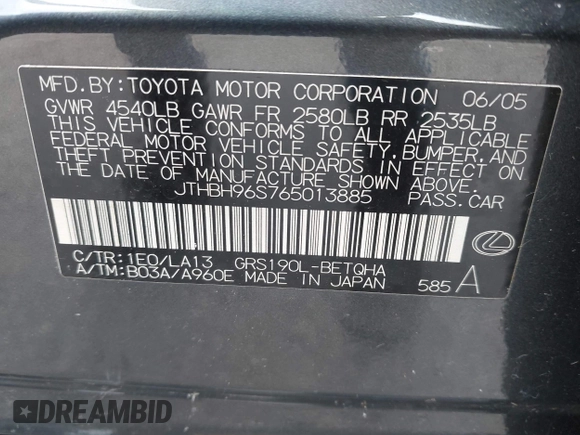 MFD.BY:TOYOTA MOTOR CORPORATION 06/05
GVWR 4540LB GAWR FR 2580LB RR 2535LB
THIS VEHICLE CONFORMS TO ALL APPLICABLE
FEDERAL MOTOR VEHICLE SAFETY, BUMPER, AND
THEFT PREVENTION STANDARDS IN EFFECT ON
THE DATE OF MANUFACTURE SHOWN ABOVE.
JTHBH96S765013885 PASS.CAR
C/TR:1E0/LA13 GRS190L-BETQHA
A/TM:B03A/A960E MADE IN JAPAN 585 A
DREAMBID